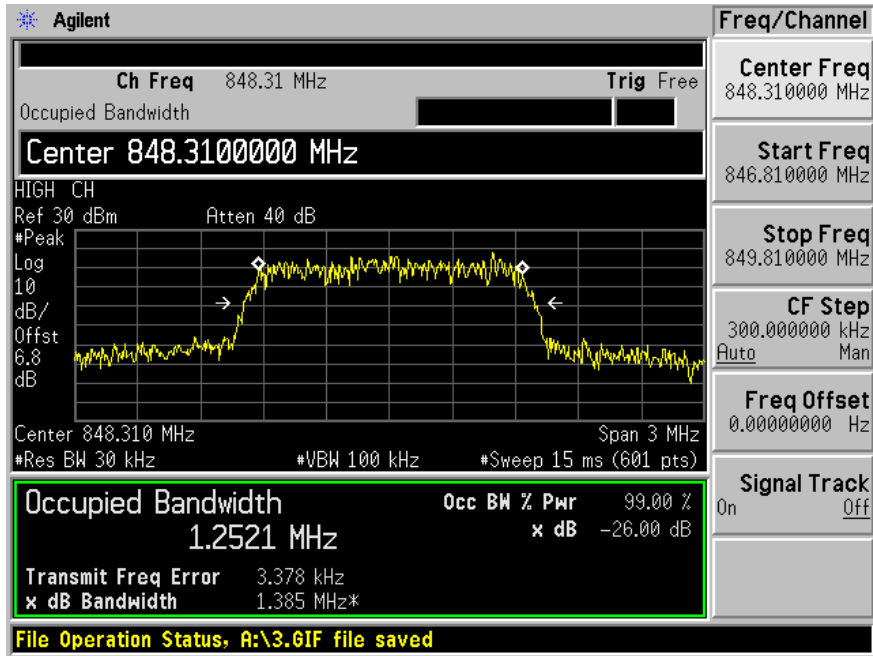 Agilent
Freq/Channel
Ch Freq 848.31 MHz Trig Free
Occupied Bandwidth
Center 848.3100000 MHz
HIGH CH
Ref 30 dBm Atten 40 dB
#Peak
Log
10
dB/
Offst
6.8
dB
Center 848.310 MHz Span 3 MHz
#Res BW 30 kHz #VBW 100 kHz #Sweep 15 ms (601 pts)
Occupied Bandwidth Occ BW % Pwr 99.00 %
1.2521 MHz x dB -26.00 dB
Transmit Freq Error 3.378 kHz
x dB Bandwidth 1.385 MHz*
File Operation Status, A:\3.GIF file saved
Center Freq
848.310000 MHz
Start Freq
846.810000 MHz
Stop Freq
849.810000 MHz
CF Step
300.000000 kHz
Auto Man
Freq Offset
0.00000000 Hz
Signal Track
On Off